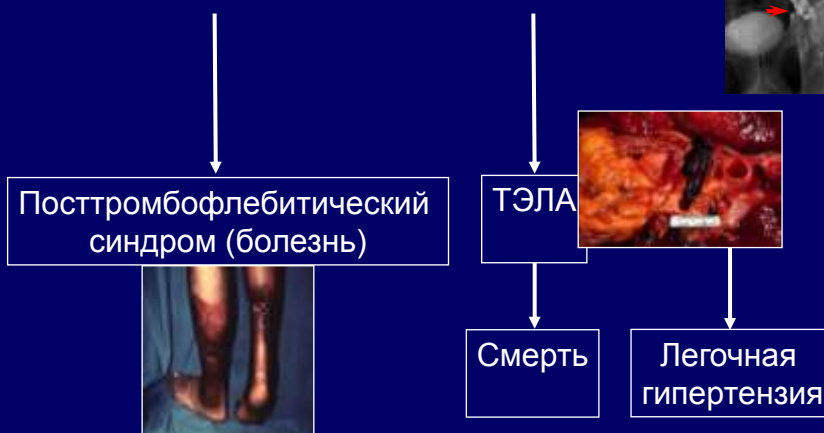 Посттромбофлебитический
синдром (болезнь)
ТЭЛА
Смерть
Легочная
гипертензия